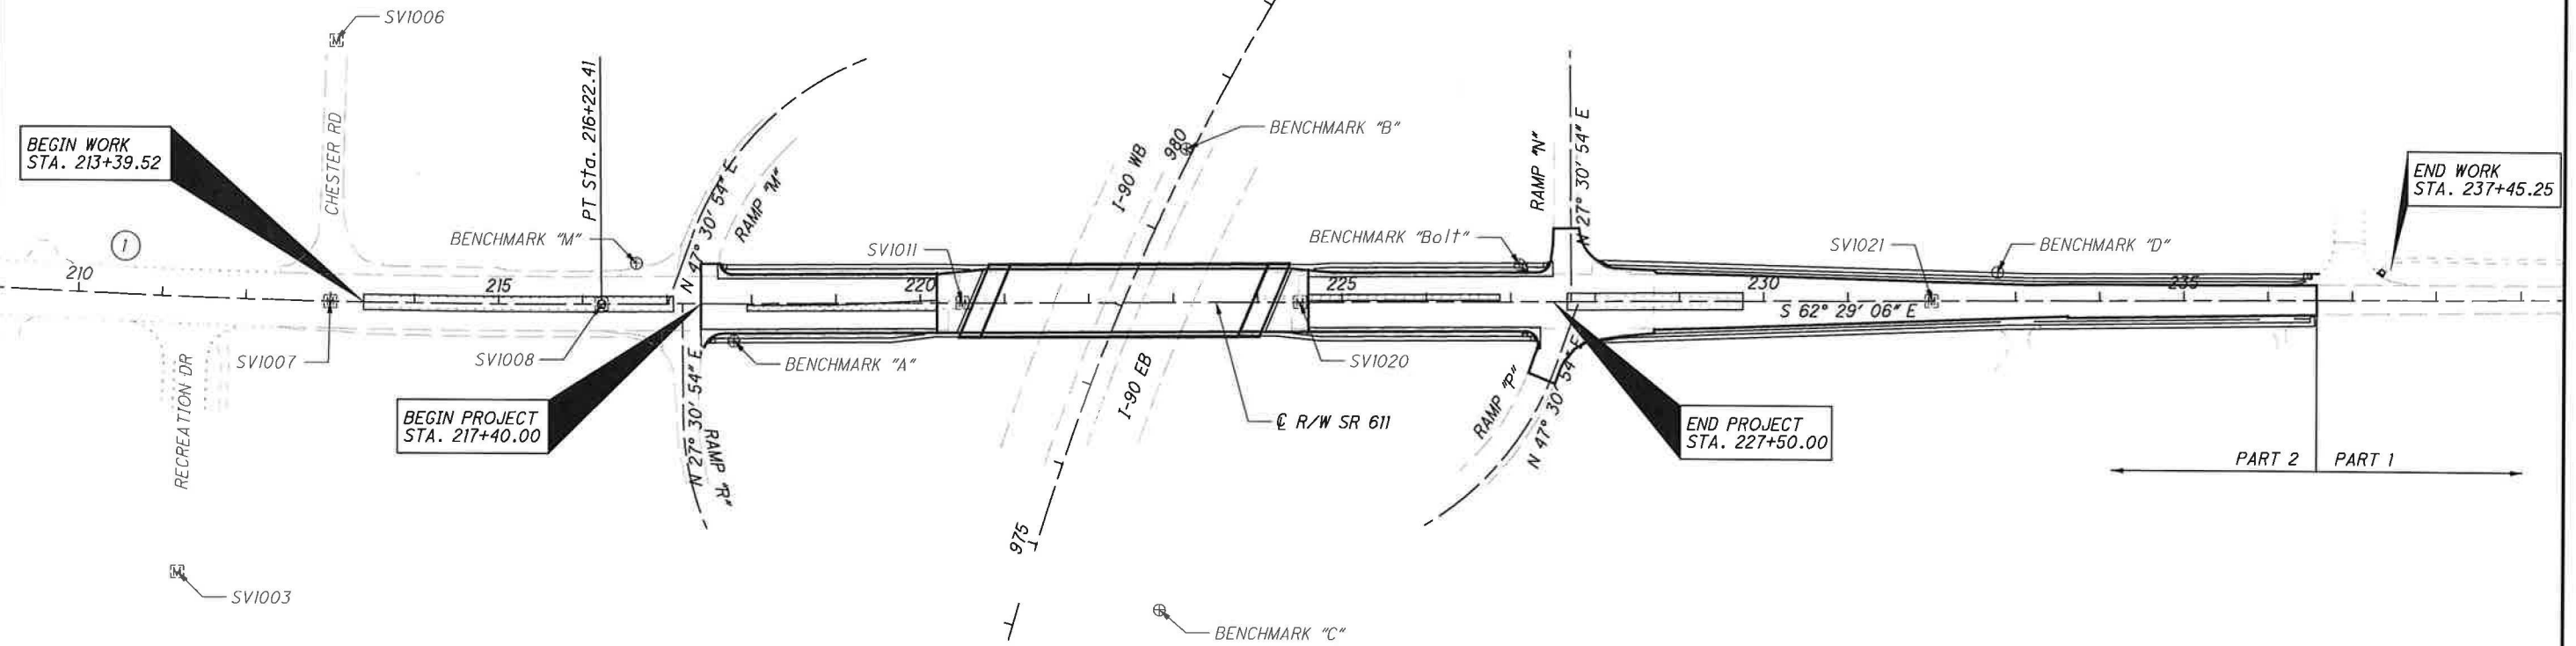 SV1006
M
CHESTER RD
PT Sta. 216+22.41
BEGIN WORK
STA. 213+39.52
1
210
BENCHMARK "M"
215
N 47° 30' 54" E
RAMP "M"
SV1011
220
I-90 WB
980
BENCHMARK "B"
BENCHMARK "Bolt"
225
RAMP "N"
N 27° 30' 54" E
SV1021
BENCHMARK "D"
230
S 62° 29' 06" E
235
END WORK
STA. 237+45.25
SV1007
SV1008
RECREATION DR
BENCHMARK "A"
BEGIN PROJECT
STA. 217+40.00
N 27° 30' 54" E
RAMP "R"
I-90 EB
℄ R/W SR 611
SV1020
RAMP "P"
N 47° 30' 54" E
END PROJECT
STA. 227+50.00
PART 2
PART 1
975
M
SV1003
BENCHMARK "C"